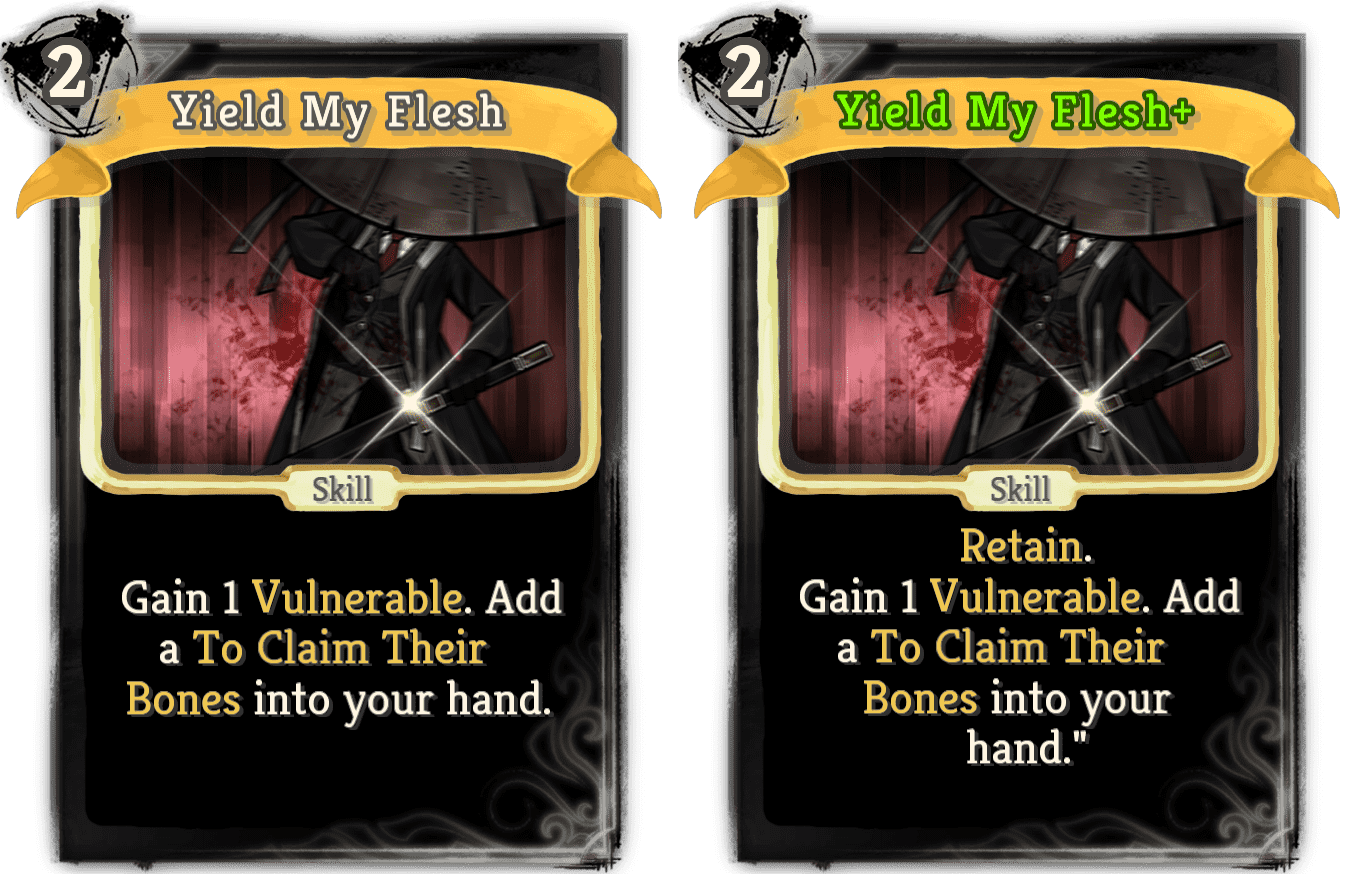 2
Yield My Flesh
Skill
Gain 1 Vulnerable. Add
a To Claim Their
Bones into your hand.
2
Yield My Flesh+
Skill
Retain.
Gain 1 Vulnerable. Add
a To Claim Their
Bones into your
hand."